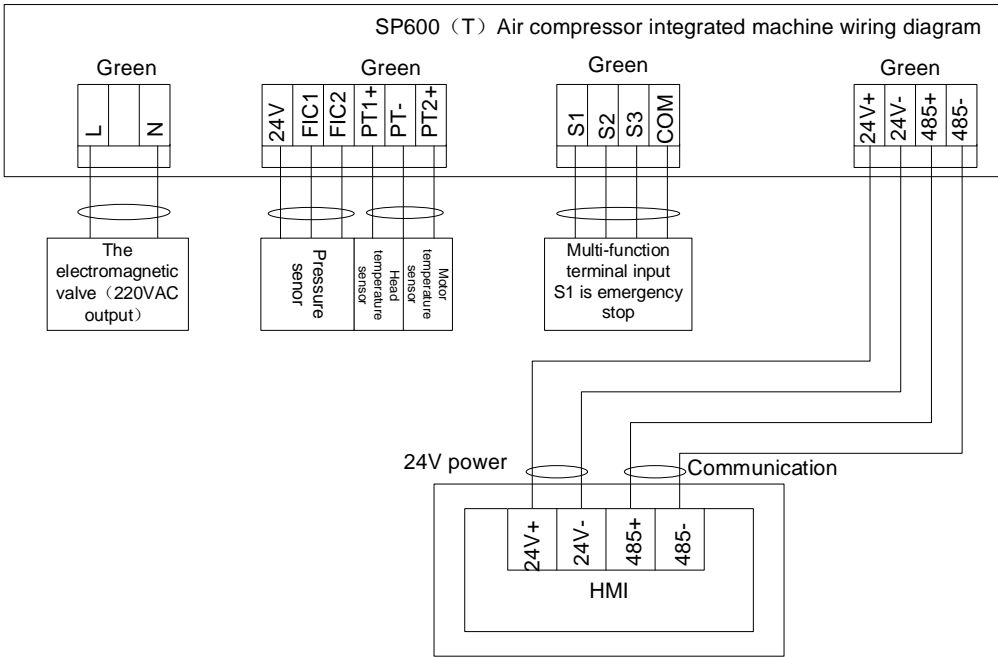 SP600（T）Air compressor integrated machine wiring diagram
Green
Green
Green
Green
L
N
24V
FIC1
FIC2
PT1+
PT-
PT2+
S1
S2
S3
COM
24V+
24V-
485+
485-
The
electromagnetic
valve（220VAC
output）
Pressure
senor
Head
temperature
sensor
Motor
temperature
sensor
Multi-function
terminal input
S1 is emergency
stop
24V power
Communication
24V+
24V-
485+
485-
HMI